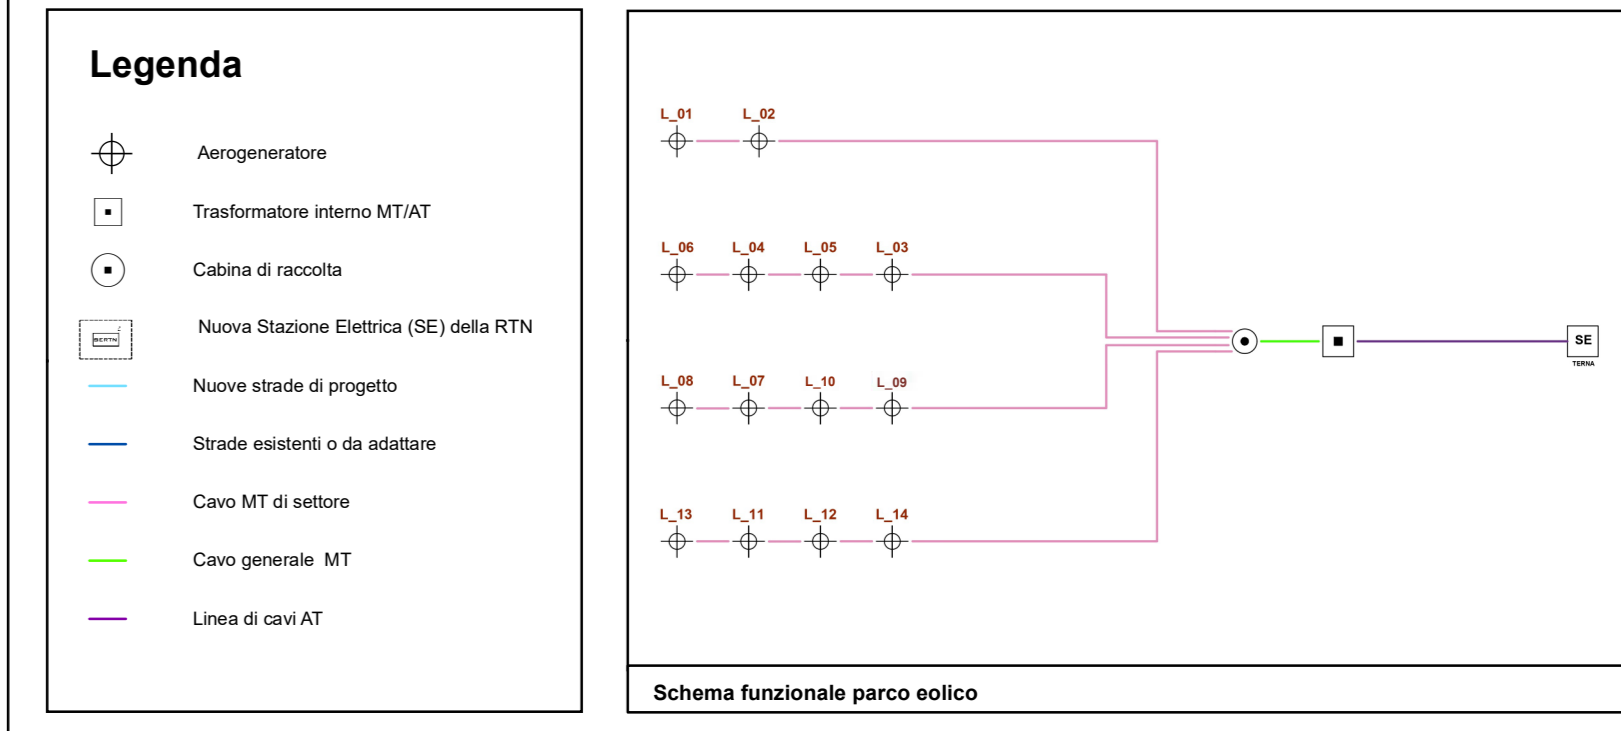 Legenda
Aerogeneratore
Trasformatore interno MT/AT
Cabina di raccolta
SERTN
Nuova Stazione Elettrica (SE) della RTN
Nuove strade di progetto
Strade esistenti o da adattare
Cavo MT di settore
Cavo generale MT
Linea di cavi AT
L_01 L_02
L_06 L_04 L_05 L_03
SE
TERNA
L_08 L_07 L_10 L_09
L_13 L_11 L_12 L_14
Schema funzionale parco eolico